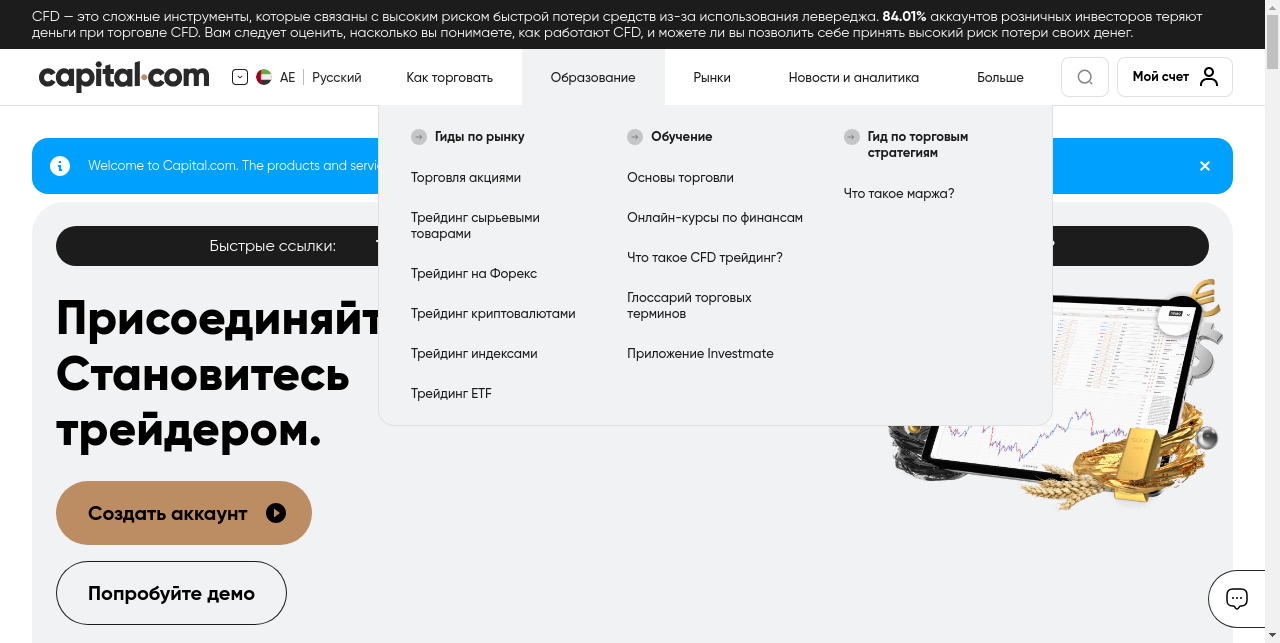 CFD — это сложные инструменты, которые связаны с высоким риском быстрой потери средств из-за использования левереджа. 84.01% аккаунтов розничных инвесторов теряют
деньги при торговле CFD. Вам следует оценить, насколько вы понимаете, как работают CFD, и можете ли вы позволить себе принять высокий риск потери своих денег.
capital.com
AE
Русский
Как торговать
Образование
Рынки
Новости и аналитика
Больше
Мой счет
Гиды по рынку
Торговля акциями
Трейдинг сырьевыми
товарами
Трейдинг на Форекс
Трейдинг криптовалютами
Трейдинг индексами
Трейдинг ETF
Обучение
Основы торговли
Онлайн-курсы по финансам
Что такое CFD трейдинг?
Глоссарий торговых
терминов
Приложение Investmate
Гид по торговым
стратегиям
Что такое маржа?
Welcome to Capital.com. The products and servic
Быстрые ссылки:
Присоединяйт
Становитесь
трейдером.
Создать аккаунт
Попробуйте демо